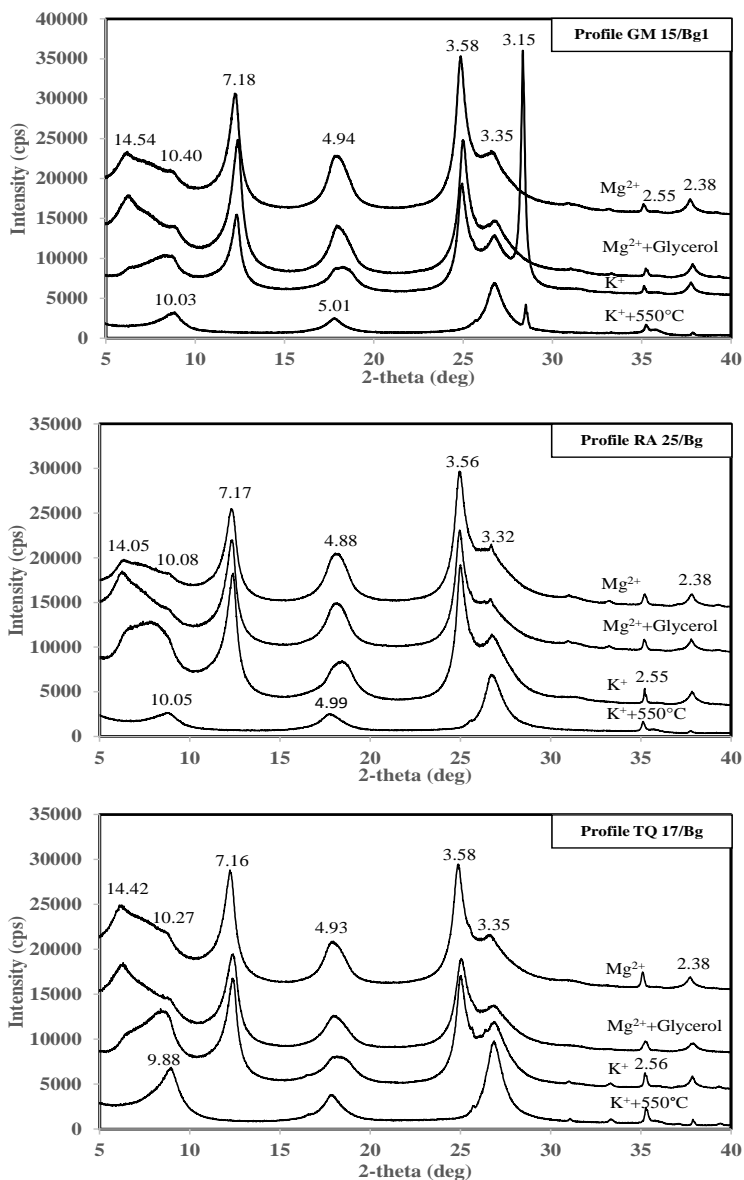 40000
35000
30000
25000
20000
15000
10000
5000
0
Intensity (cps)
Profile GM 15/Bg1
14.54
10.40
7.18
4.94
3.58
3.15
3.35
Mg²⁺
2.55
2.38
Mg²⁺+Glycerol
K⁺
10.03
5.01
K⁺+550°C
5 10 15 20 25 30 35 40
2-theta (deg)
35000
30000
25000
20000
15000
10000
5000
0
Intensity (cps)
Profile RA 25/Bg
14.05
10.08
7.17
4.88
3.56
3.32
Mg²⁺
2.38
Mg²⁺+Glycerol
K⁺
2.55
10.05
4.99
K⁺+550°C
5 10 15 20 25 30 35 40
2-theta (deg)
35000
30000
25000
20000
15000
10000
5000
0
Intensity (cps)
Profile TQ 17/Bg
14.42
10.27
7.16
4.93
3.58
3.35
Mg²⁺
2.38
Mg²⁺+Glycerol
9.88
K⁺
2.56
K⁺+550°C
5 10 15 20 25 30 35 40
2-theta (deg)